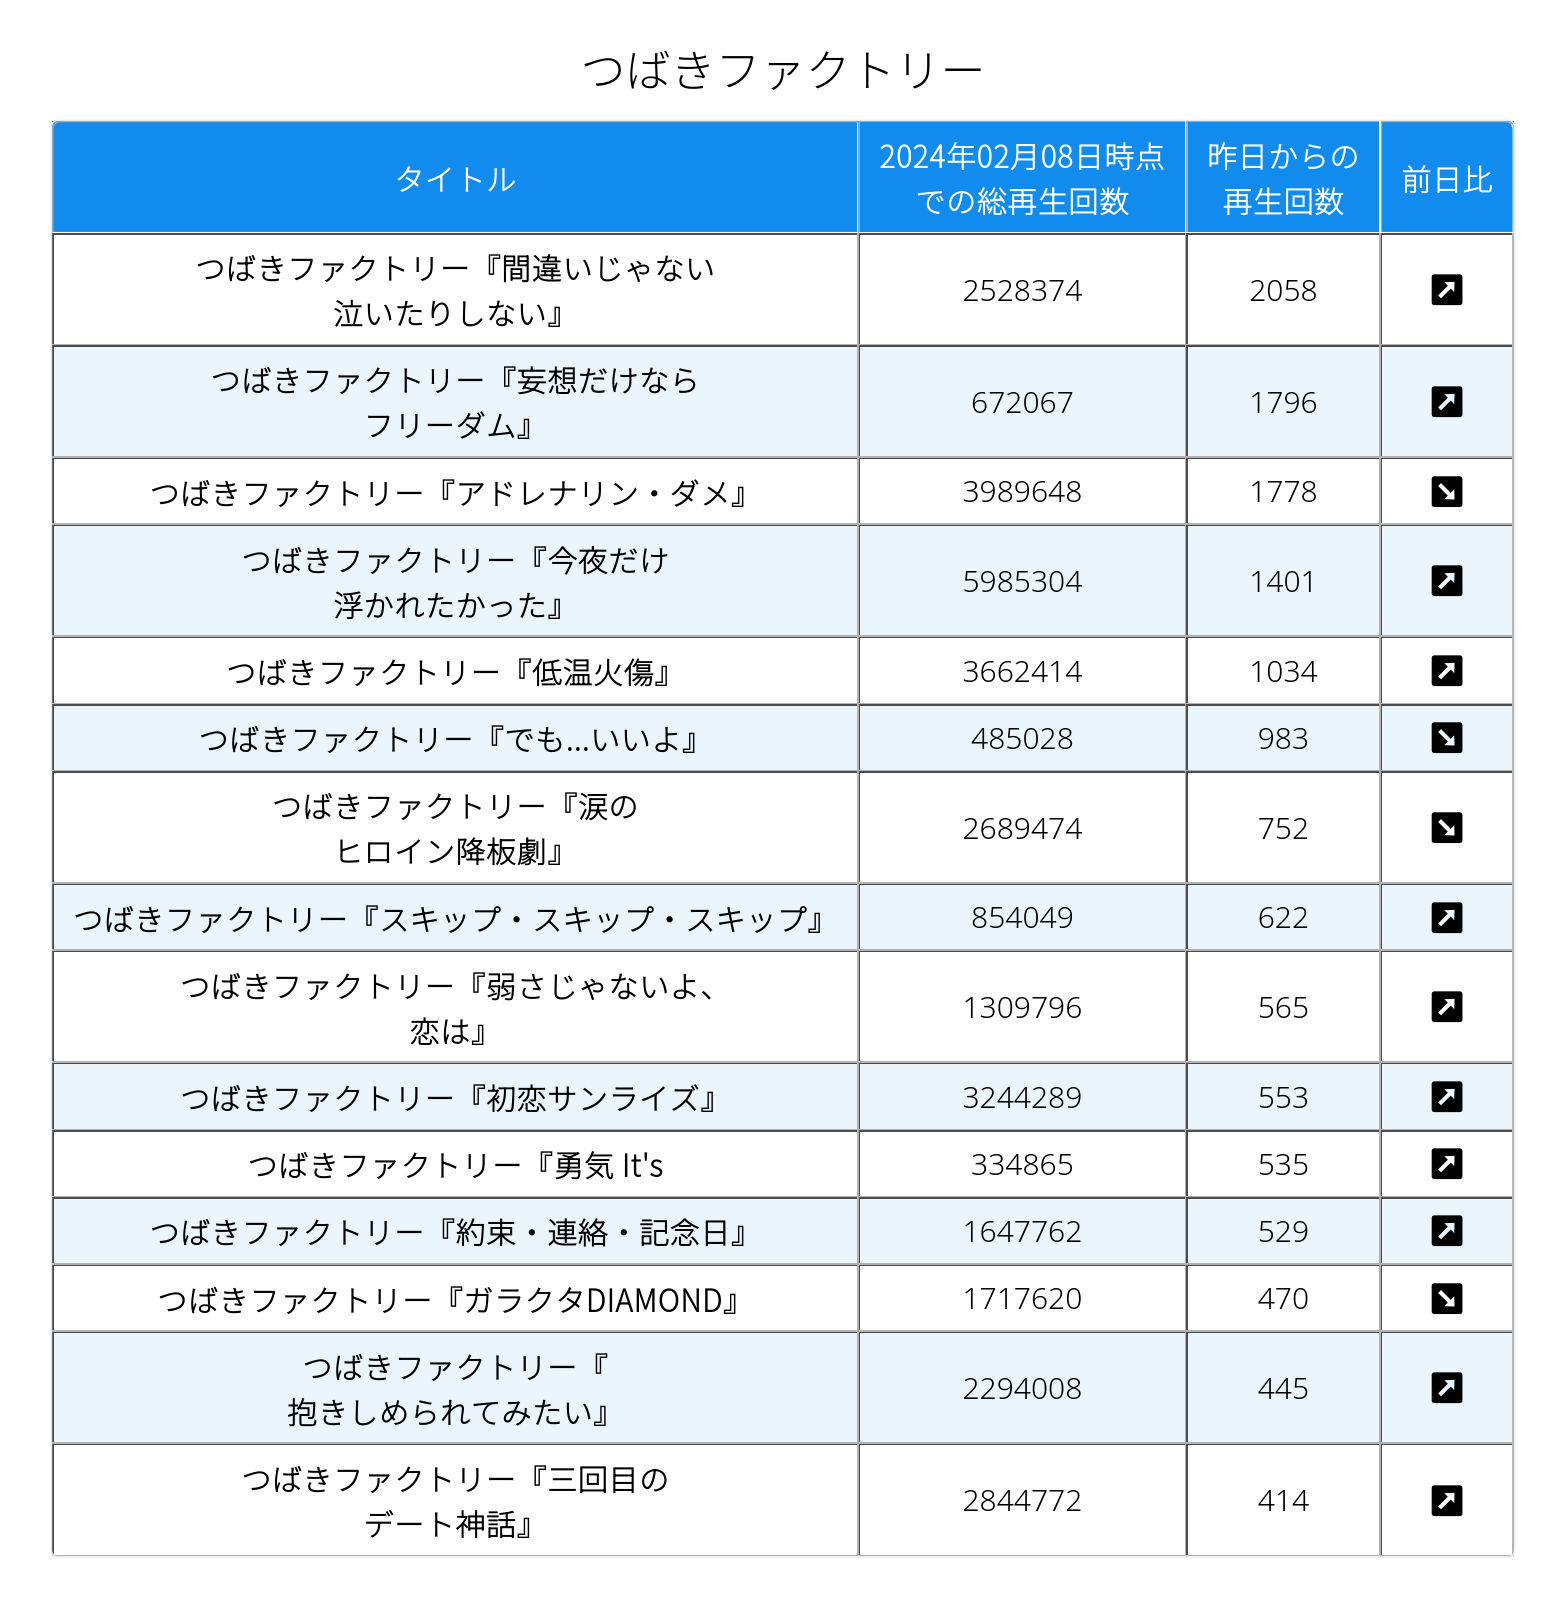 つばきファクトリー
タイトル
2024年02月08日時点
での総再生回数
昨日からの
再生回数
前日比
つばきファクトリー『間違いじゃない
泣いたりしない』
2528374
2058
つばきファクトリー『妄想だけなら
フリーダム』
672067
1796
つばきファクトリー『アドレナリン・ダメ』
3989648
1778
つばきファクトリー『今夜だけ
浮かれたかった』
5985304
1401
つばきファクトリー『低温火傷』
3662414
1034
つばきファクトリー『でも...いいよ』
485028
983
つばきファクトリー『涙の
ヒロイン降板劇』
2689474
752
つばきファクトリー『スキップ・スキップ・スキップ』
854049
622
つばきファクトリー『弱さじゃないよ、
恋は』
1309796
565
つばきファクトリー『初恋サンライズ』
3244289
553
つばきファクトリー『勇気 It's
334865
535
つばきファクトリー『約束・連絡・記念日』
1647762
529
つばきファクトリー『ガラクタDIAMOND』
1717620
470
つばきファクトリー『
抱きしめられてみたい』
2294008
445
つばきファクトリー『三回目の
デート神話』
2844772
414